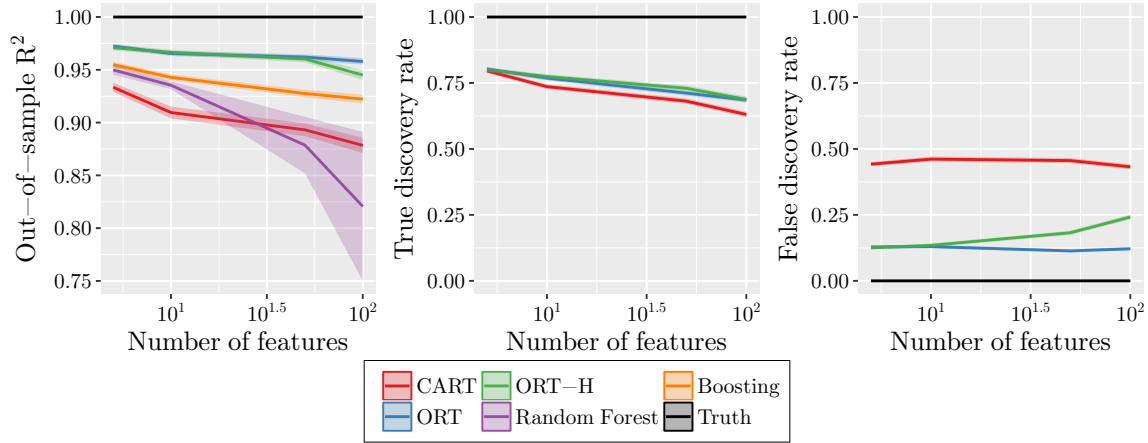 Out−of−sample R²
1.00
0.95
0.90
0.85
0.80
0.75
10¹
10^1.5
10²
Number of features
True discovery rate
1.00
0.75
0.50
0.25
0.00
10¹
10^1.5
10²
Number of features
False discovery rate
1.00
0.75
0.50
0.25
0.00
10¹
10^1.5
10²
Number of features
CART
ORT−H
Boosting
ORT
Random Forest
Truth